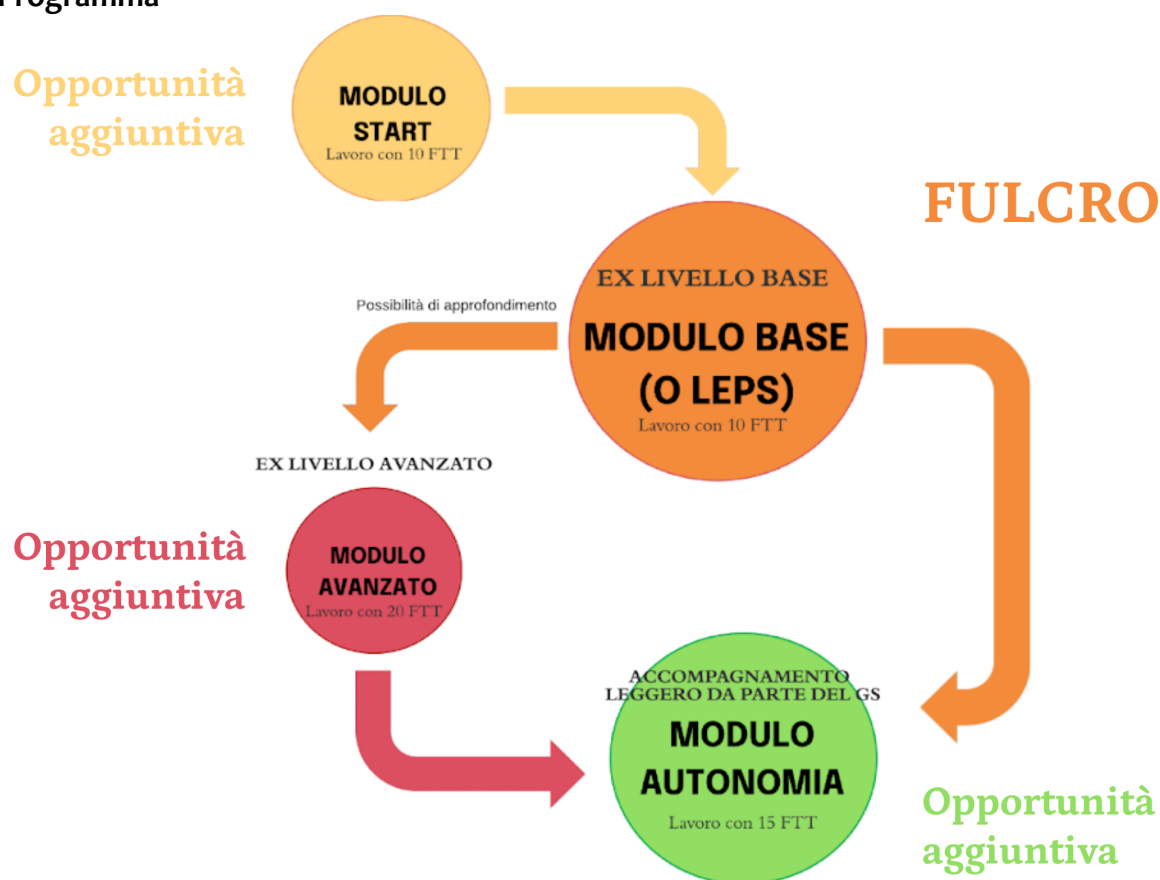 Programma
Opportunità
aggiuntiva
MODULO
START
Lavoro con 10 FTT
FULCRO
EX LIVELLO BASE
MODULO BASE
(O LEPS)
Lavoro con 10 FTT
Possibilità di approfondimento
EX LIVELLO AVANZATO
Opportunità
aggiuntiva
MODULO
AVANZATO
Lavoro con 20 FTT
ACCOMPAGNAMENTO
LEGGERO DA PARTE DEL GS
MODULO
AUTONOMIA
Lavoro con 15 FTT
Opportunità
aggiuntiva